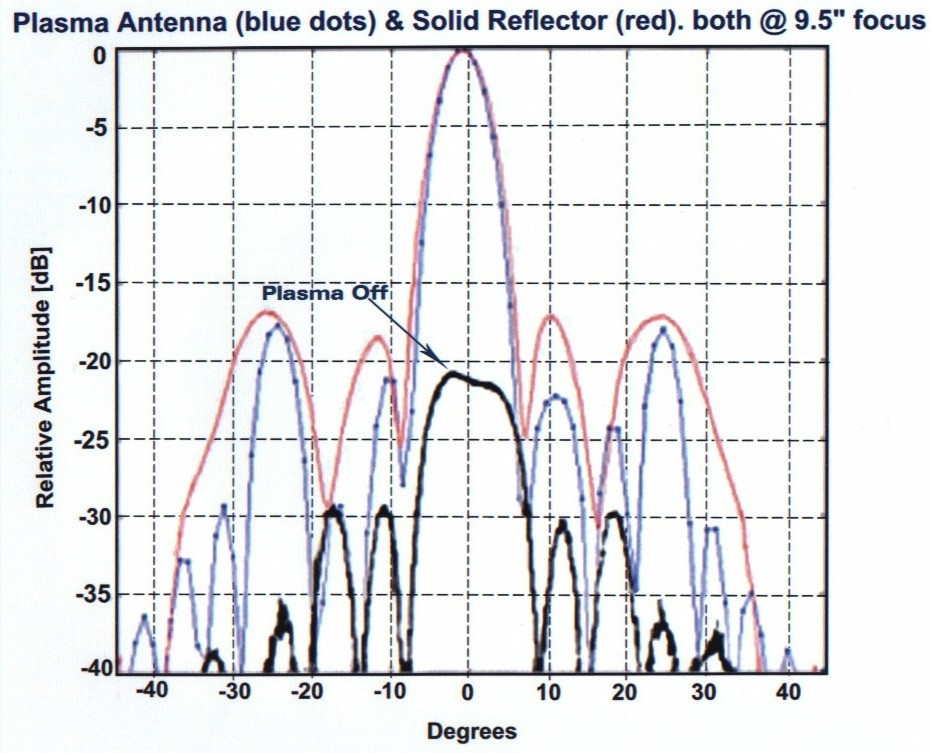 Plasma Antenna (blue dots) & Solid Reflector (red). both @ 9.5" focus
0
-5
-10
-15
-20
-25
-30
-35
-40
Relative Amplitude [dB]
Plasma Off
-40 -30 -20 -10 0 10 20 30 40
Degrees